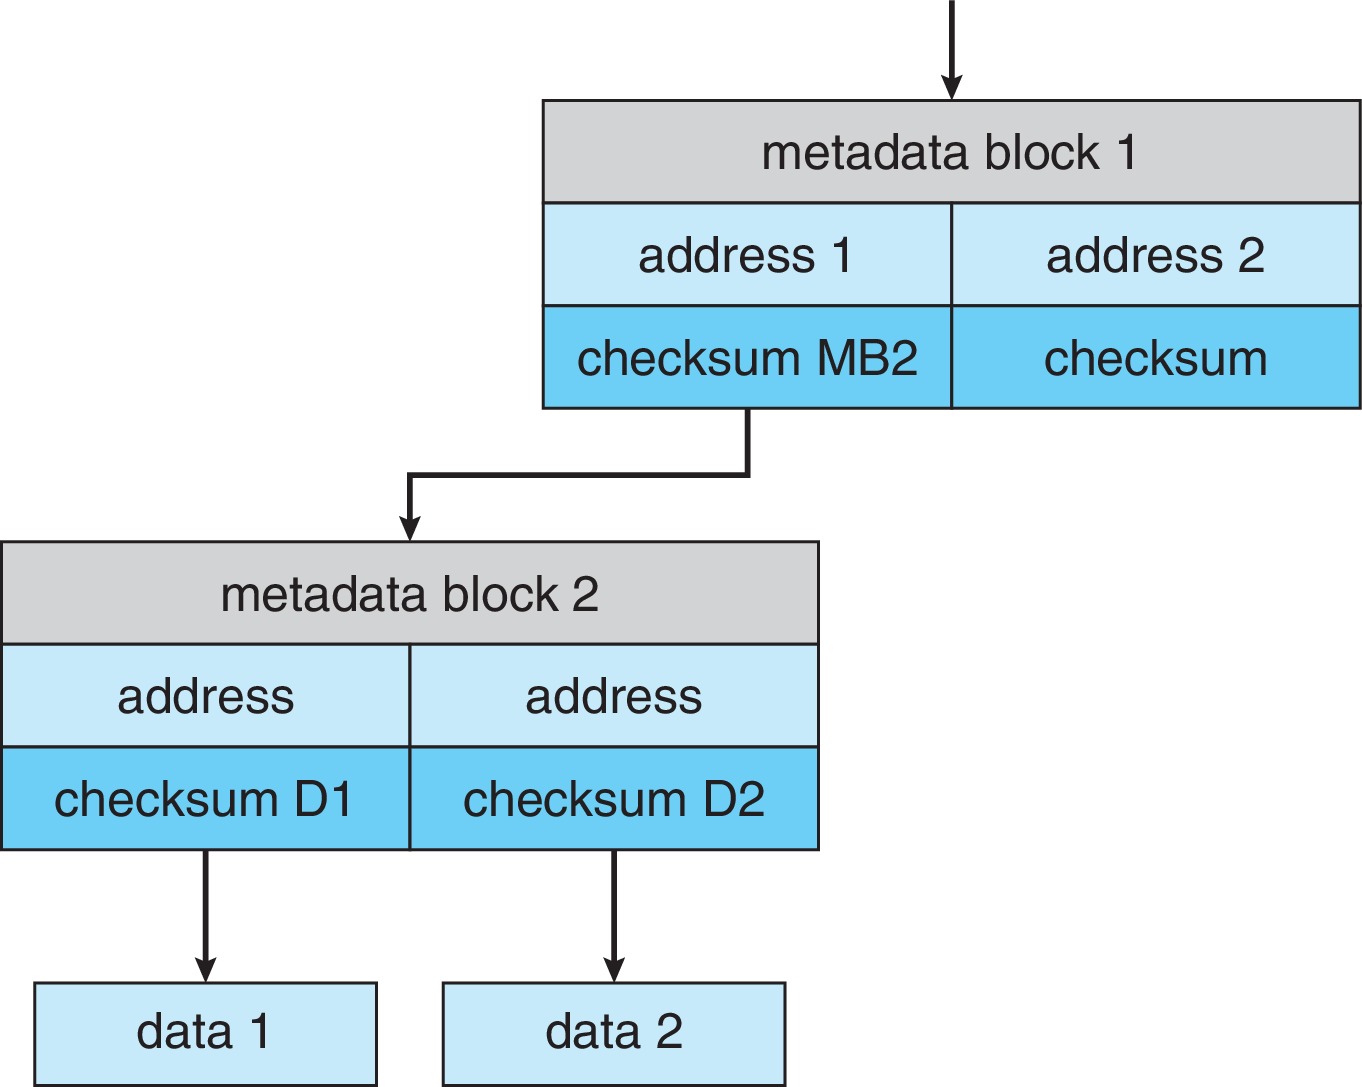 metadata block 1
address 1 address 2
checksum MB2 checksum
metadata block 2
address address
checksum D1 checksum D2
data 1 data 2